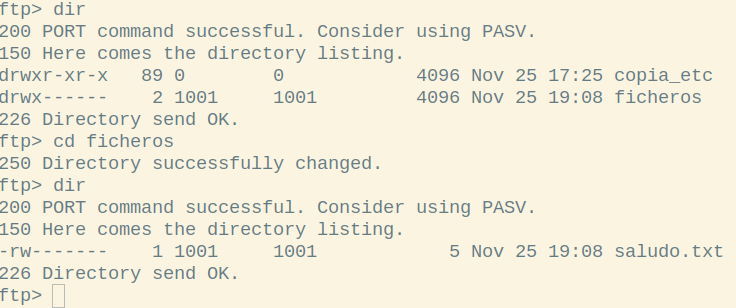 ftp> dir
200 PORT command successful. Consider using PASV.
150 Here comes the directory listing.
drwxr-xr-x   89 0        0            4096 Nov 25 17:25 copia_etc
drwx------    2 1001     1001         4096 Nov 25 19:08 ficheros
226 Directory send OK.
ftp> cd ficheros
250 Directory successfully changed.
ftp> dir
200 PORT command successful. Consider using PASV.
150 Here comes the directory listing.
-rw-------    1 1001     1001            5 Nov 25 19:08 saludo.txt
226 Directory send OK.
ftp>